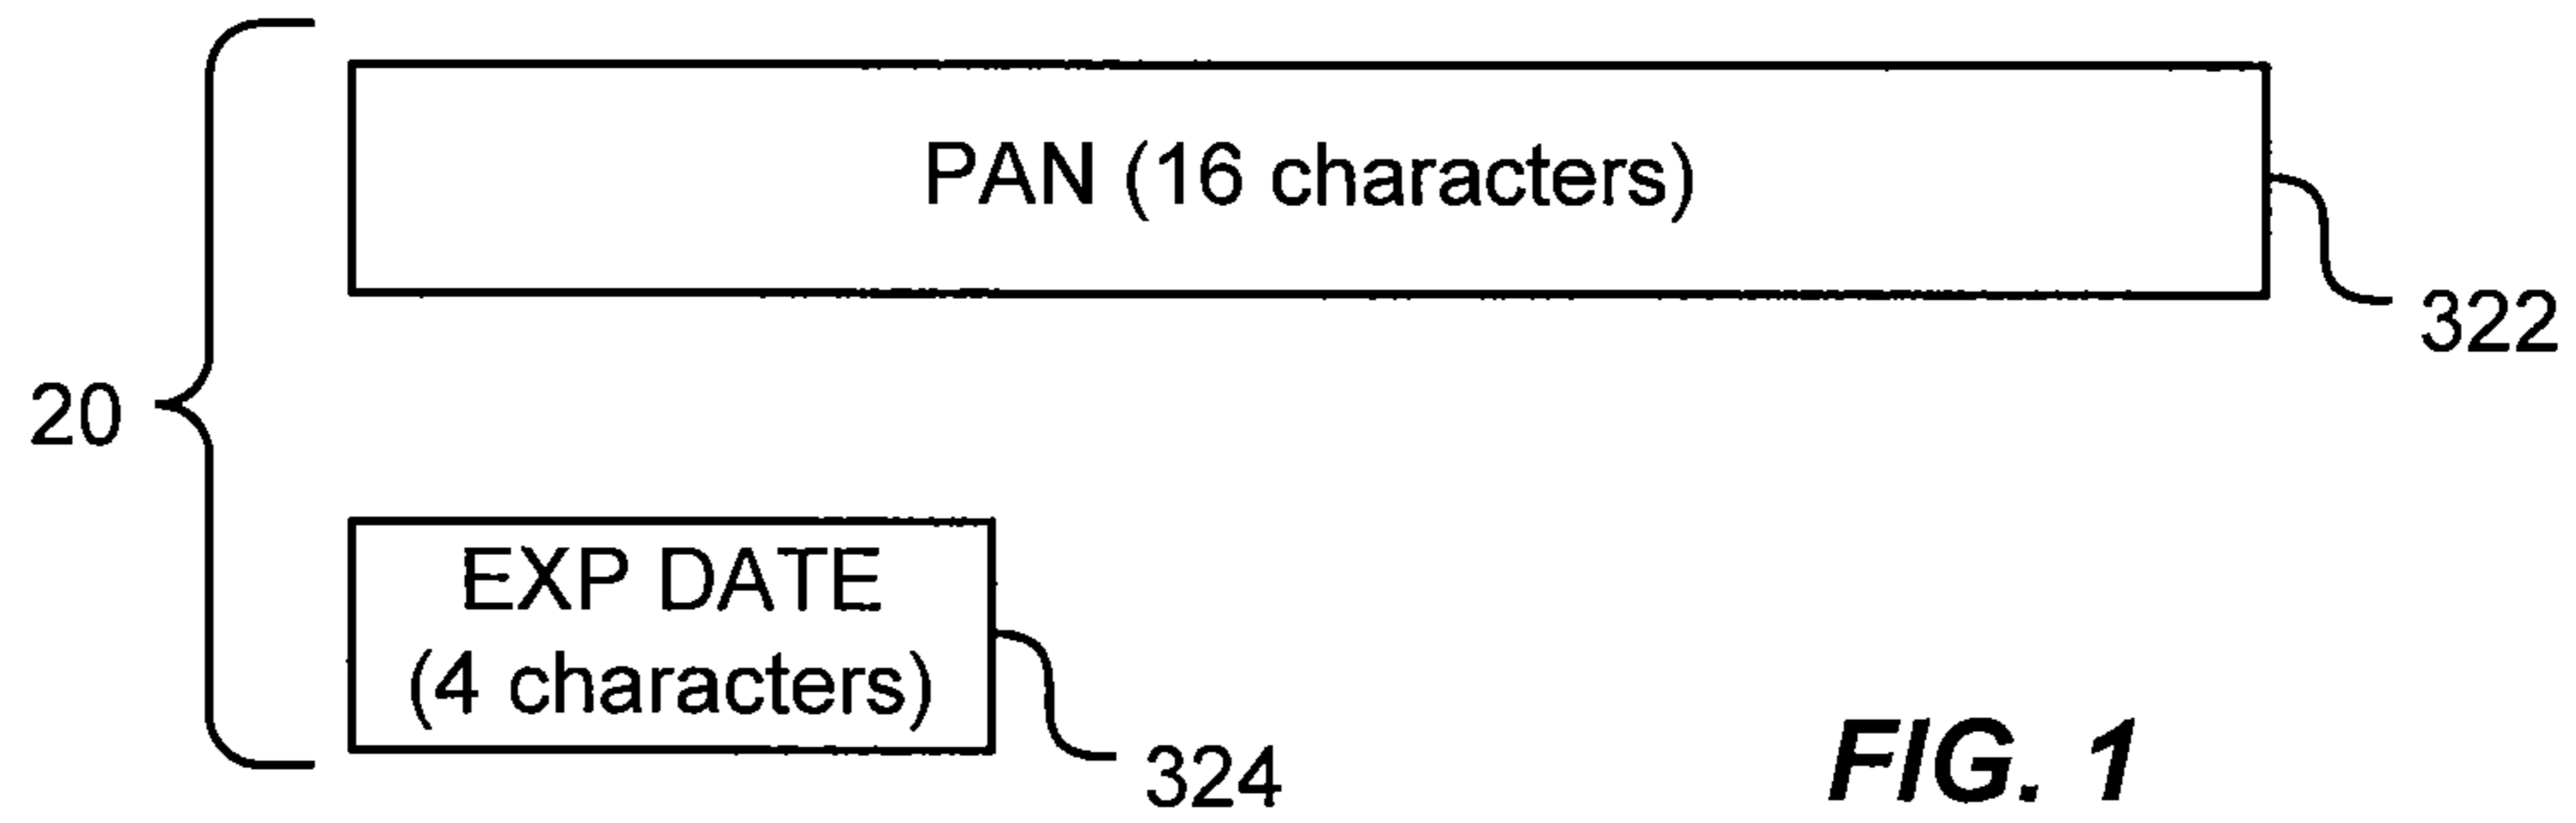 PAN (16 characters)
322
20
EXP DATE
(4 characters)
324
FIG. 1